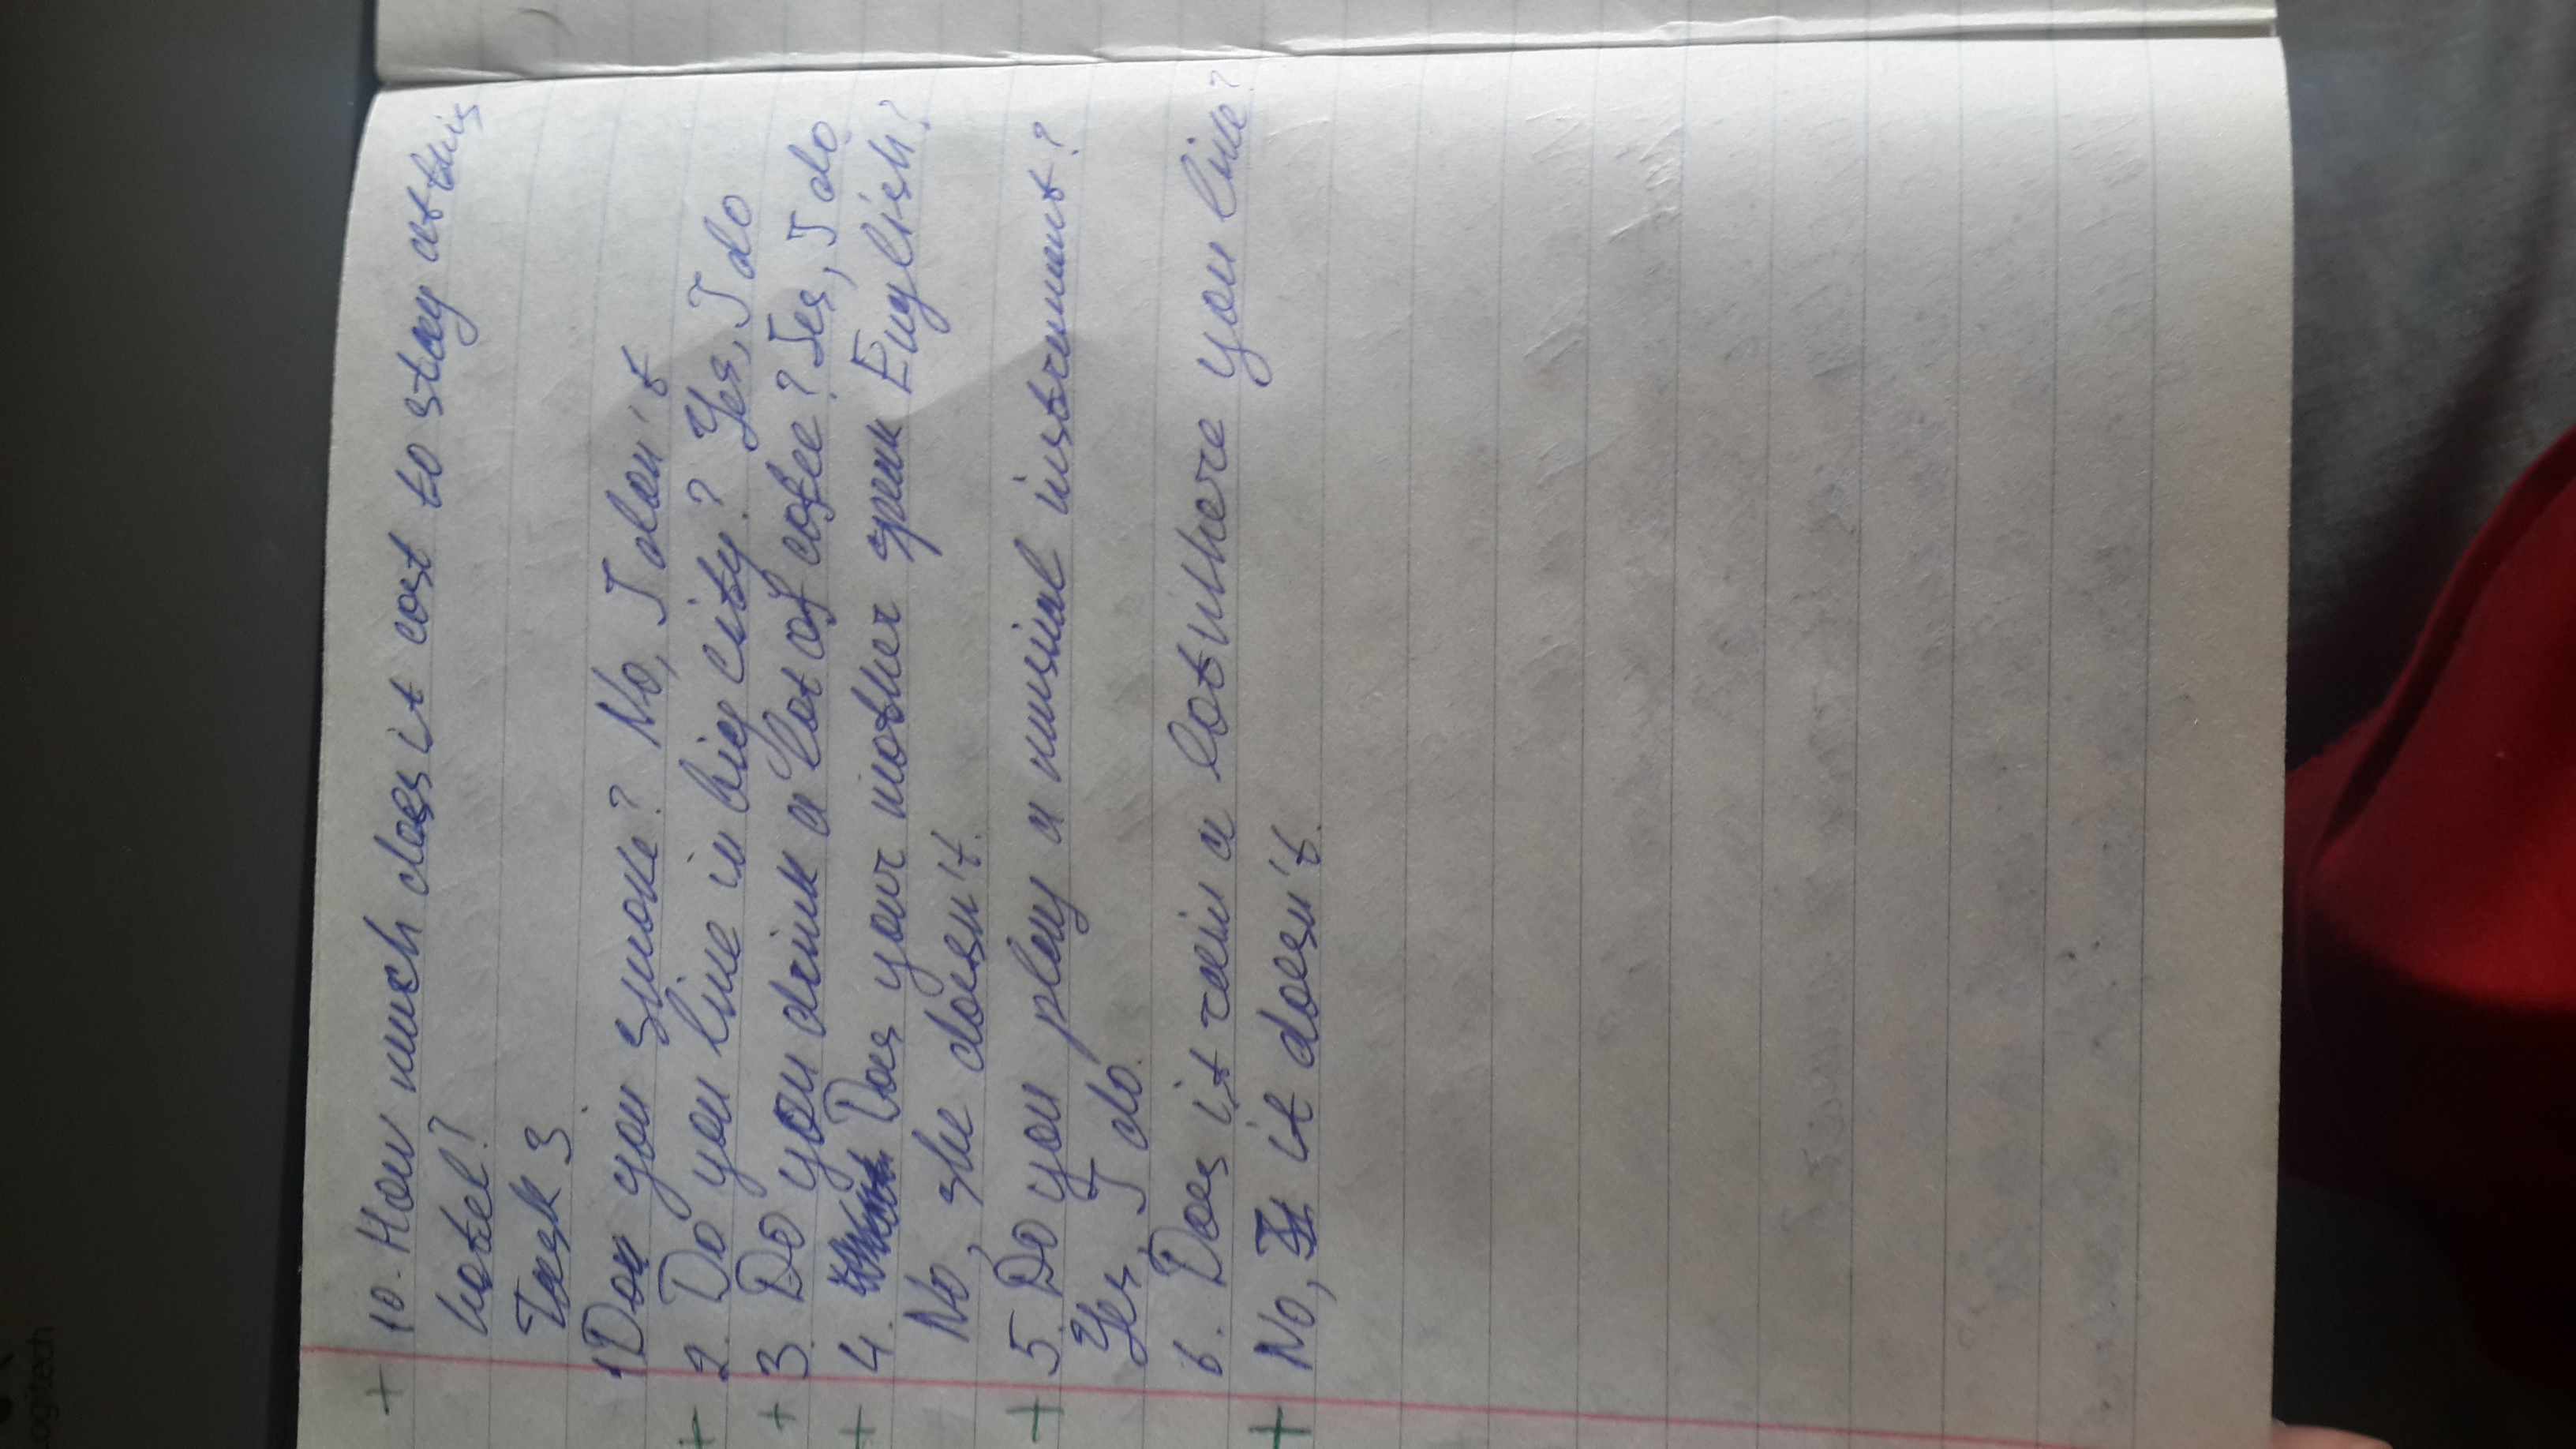 Logitech
+ 10. How much does it cost to stay at this
hotel?
Task 3.
1 Don you smoke? No, I don't
+ 2. Do you live in big city? Yes, I do
+ 3. Do you drink a lot of cofee? Yes, I do.
+ 4. Does your mother speak English?
No, she doesn't.
+ 5. Do you play a musical instrument?
Yes, I do.
6. Does it rain a lot where you live?
+ No, It it doesn't.